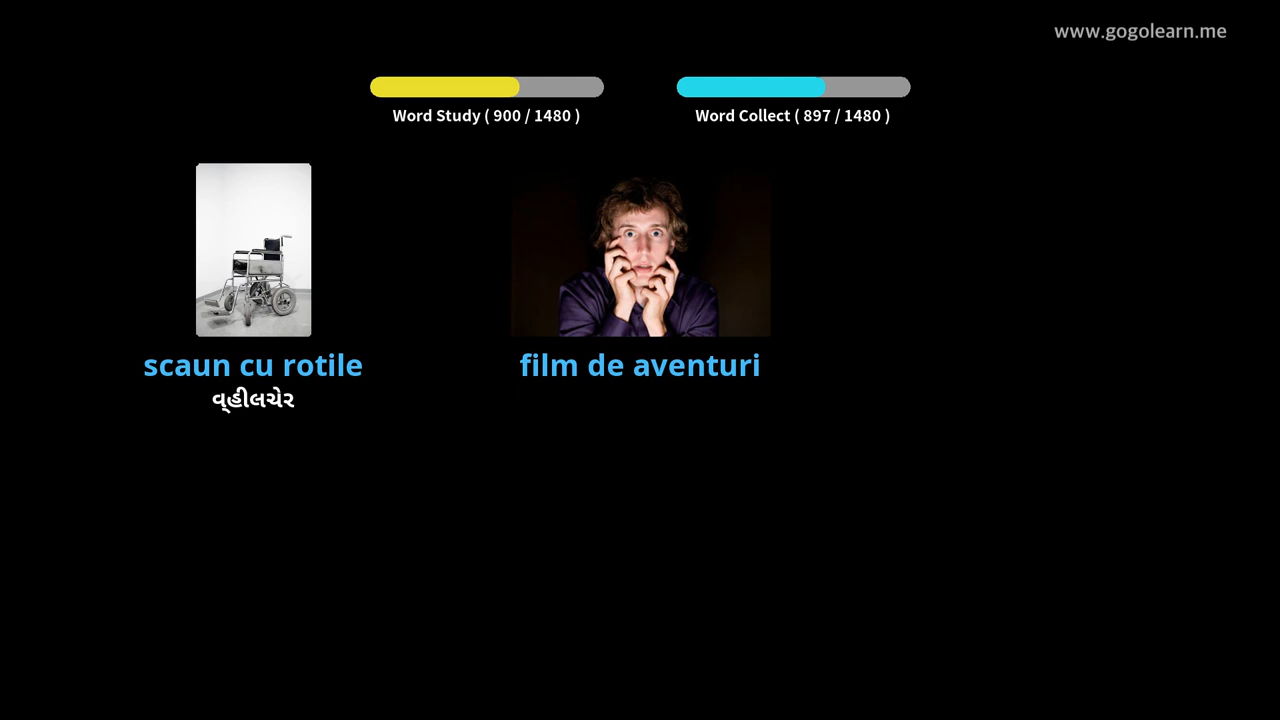 www.gogolearn.me
Word Study ( 900 / 1480 )
Word Collect ( 897 / 1480 )
scaun cu rotile
વ્હીલચેર
film de aventuri